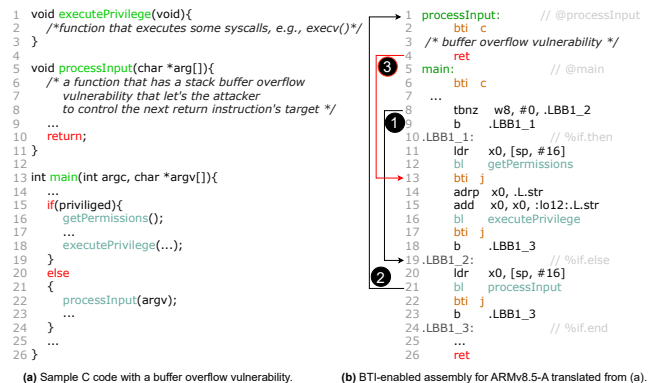 1 void executePrivilege(void){
2 /*function that executes some syscalls, e.g., execv()*/
3 }
4
5 void processInput(char *arg[]){
6 /* a function that has a stack buffer overflow
7 vulnerability that let's the attacker
8 to control the next return instruction's target */
9 ...
10 return;
11 }
12
13 int main(int argc, char *argv[]){
14 ...
15 if(priviliged){
16 getPermissions();
17 ...
18 executePrivilege(...);
19 }
20 else
21 {
22 processInput(argv);
23 ...
24 }
25 ...
26 }
(a) Sample C code with a buffer overflow vulnerability.
1 processInput: // @processInput
2 bti c
3 /* buffer overflow vulnerability */
4 ret
5 main: // @main
6 bti c
7 ...
8 tbnz w8, #0, .LBB1_2
9 b .LBB1_1
10 .LBB1_1: // %if.then
11 ldr x0, [sp, #16]
12 bl getPermissions
13 bti j
14 adrp x0, .L.str
15 add x0, x0, :lo12:.L.str
16 bl executePrivilege
17 bti j
18 b .LBB1_3
19 .LBB1_2: // %if.else
20 ldr x0, [sp, #16]
21 bl processInput
22 bti j
23 b .LBB1_3
24 .LBB1_3: // %if.end
25 ...
26 ret
3
1
2
(b) BTI-enabled assembly for ARMv8.5-A translated from (a).